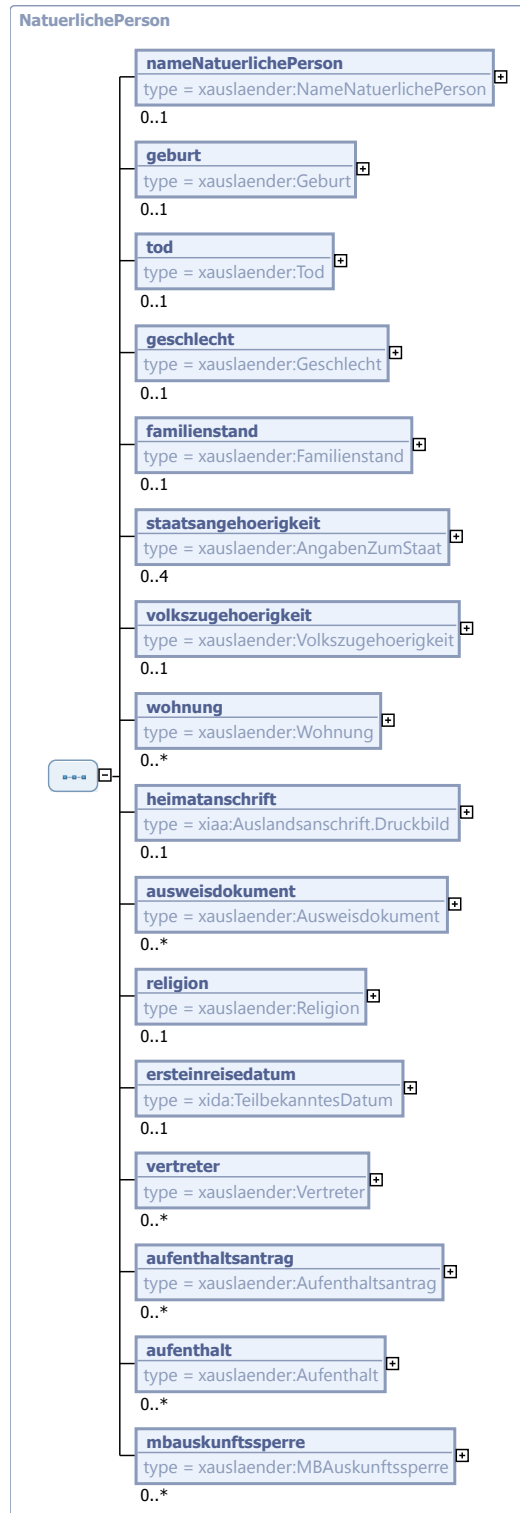 NatuerlichePerson
nameNatuerlichePerson
type = xauslaender:NameNatuerlichePerson
0..1
geburt
type = xauslaender:Geburt
0..1
tod
type = xauslaender:Tod
0..1
geschlecht
type = xauslaender:Geschlecht
0..1
familienstand
type = xauslaender:Familienstand
0..1
staatsangehoerigkeit
type = xauslaender:AngabenZumStaat
0..4
volkszugehoerigkeit
type = xauslaender:Volkszugehoerigkeit
0..1
wohnung
type = xauslaender:Wohnung
0..*
heimatanschrift
type = xiaa:Auslandsanschrift.Druckbild
0..1
ausweisdokument
type = xauslaender:Ausweisdokument
0..*
religion
type = xauslaender:Religion
0..1
ersteinreisedatum
type = xida:TeilbekanntesDatum
0..1
vertreter
type = xauslaender:Vertreter
0..*
aufenthaltsantrag
type = xauslaender:Aufenthaltsantrag
0..*
aufenthalt
type = xauslaender:Aufenthalt
0..*
mbauskunftssperre
type = xauslaender:MBAuskunftssperre
0..*